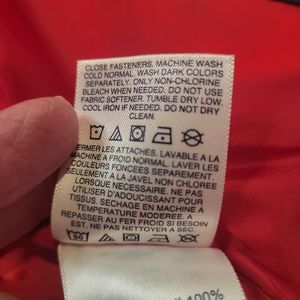 CLOSE FASTENERS. MACHINE WASH
COLD NORMAL. WASH DARK COLORS
SEPARATELY. ONLY NON-CHLORINE
BLEACH WHEN NEEDED. DO NOT USE
FABRIC SOFTENER. TUMBLE DRY LOW.
COOL IRON IF NEEDED. DO NOT DRY
CLEAN.
FERMER LES ATTACHES. LAVABLE A LA
MACHINE A FROID NORMAL. LAVER LES
COULEURS FONCEES SEPAREMENT.
SEULEMENT A JAVEL NON CHLOREE
LORSQUE NECESSAIRE. NE PAS
UTILISER D'ADOUCISSANT POUR
TISSUS. SECHER EN MACHINE A
TEMPERATURE MODEREE. A
REPASSER AU FER FROID SI BESOIN
EST. NE PAS NETTOYER A SEC.
100%